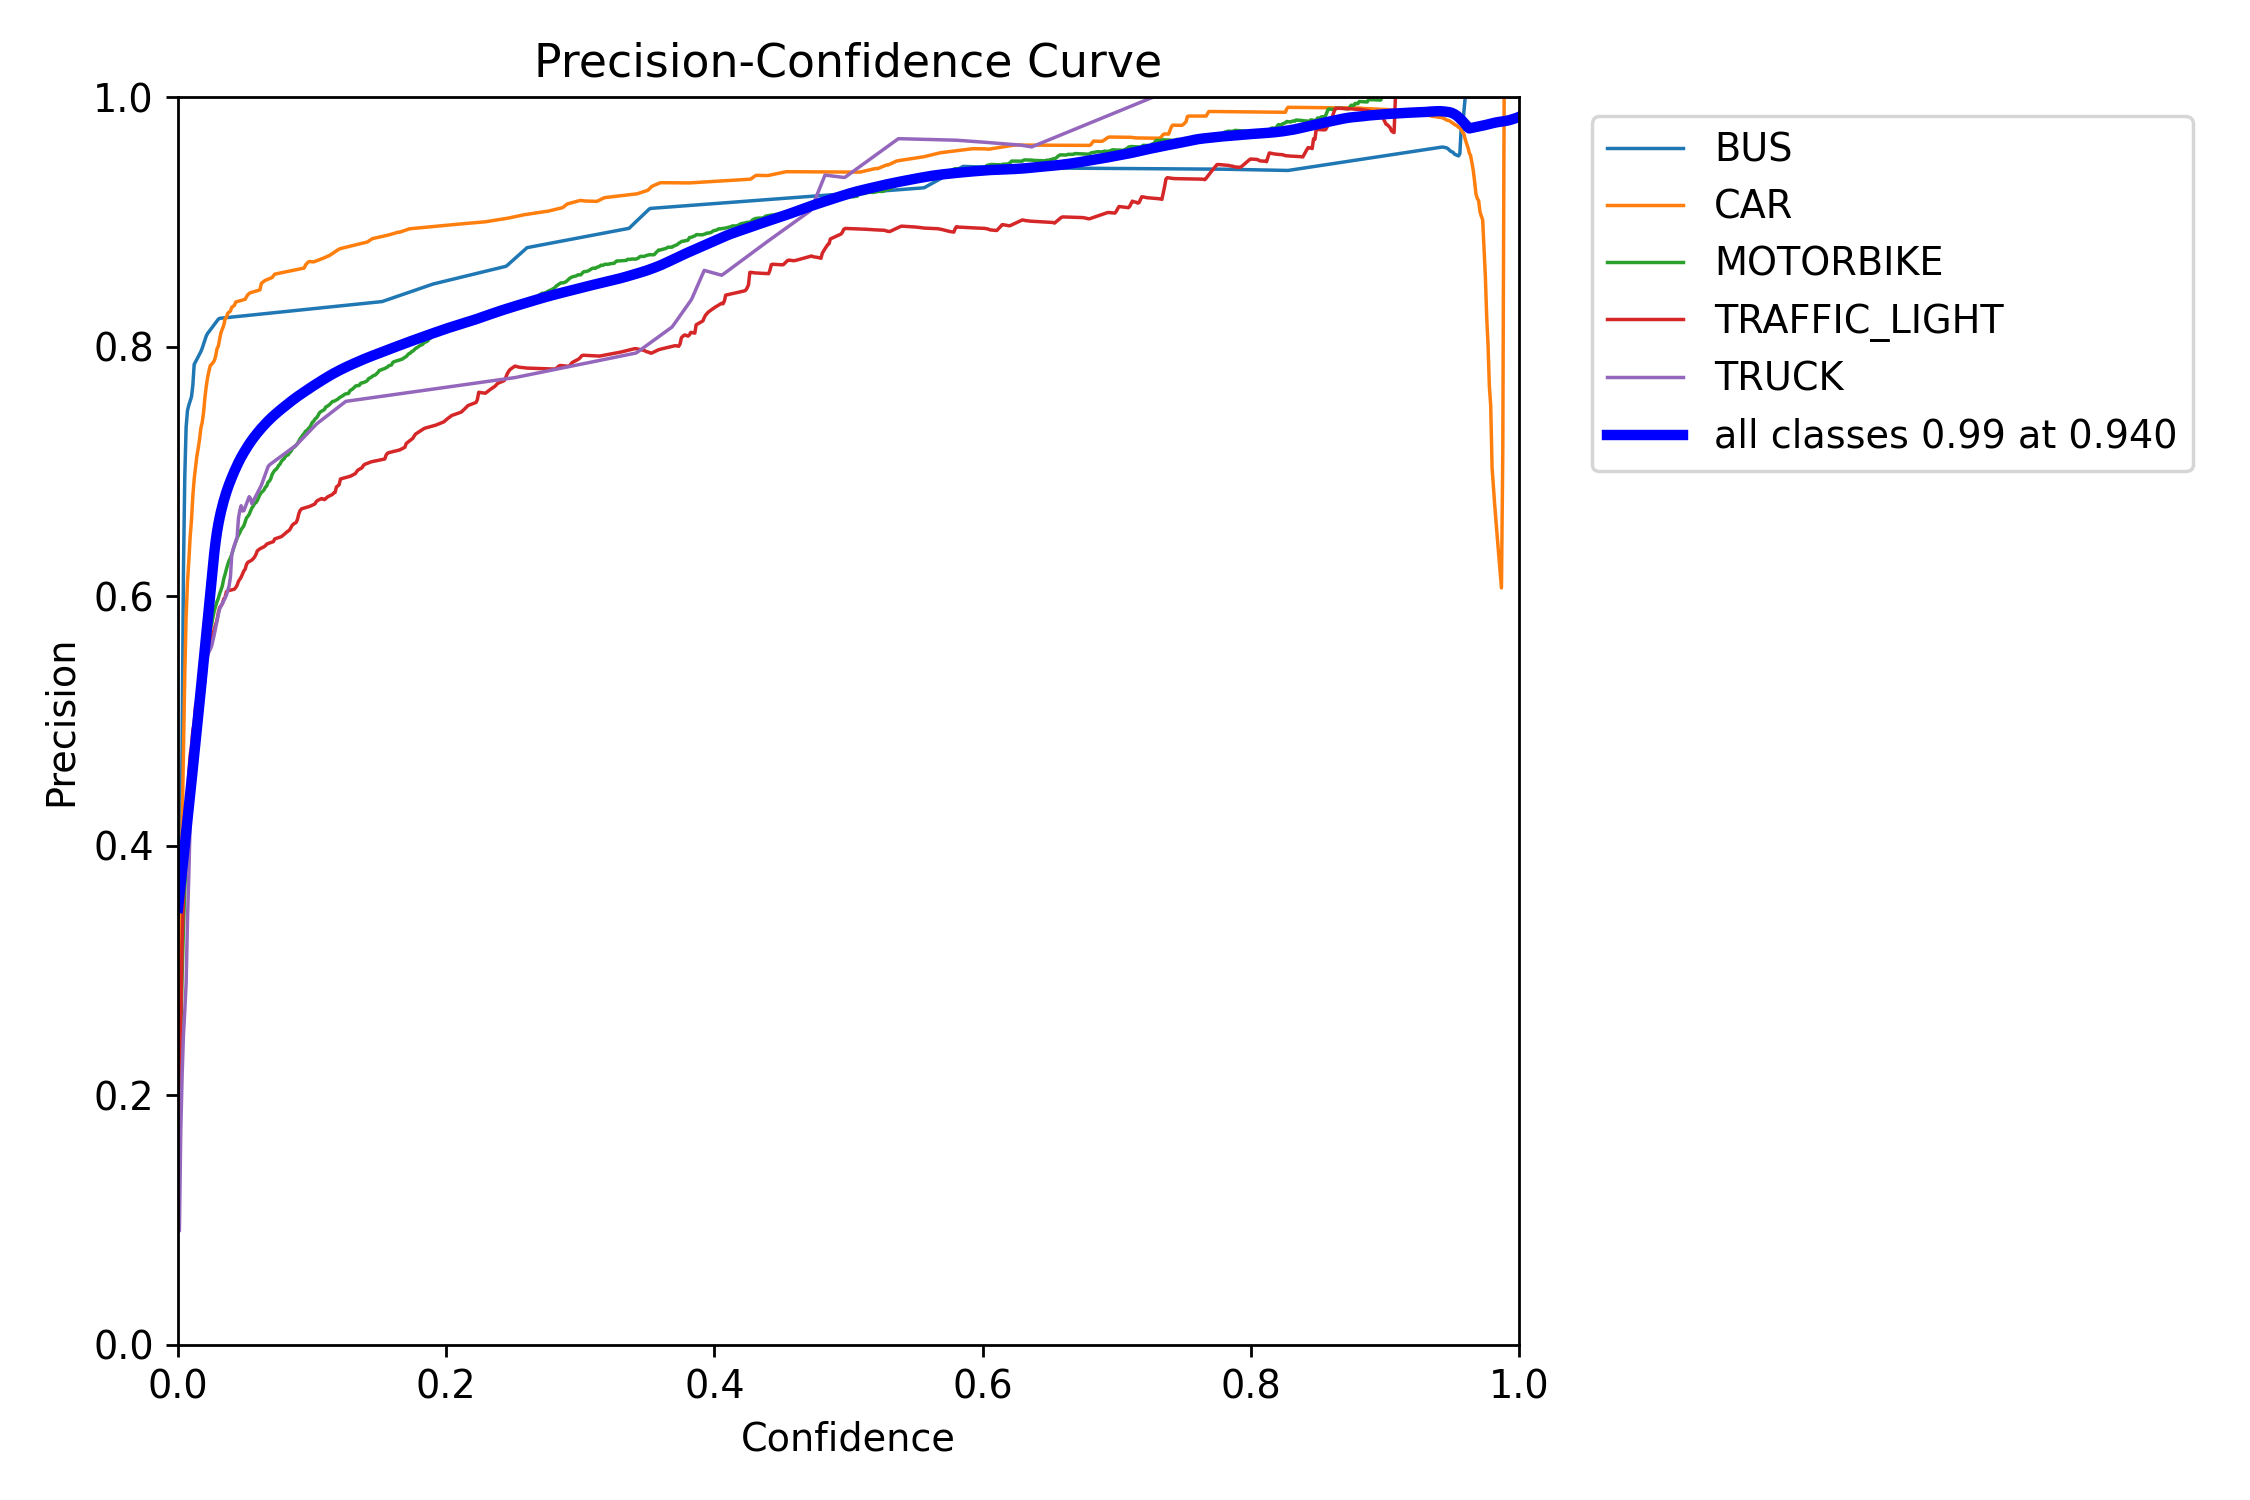 Precision-Confidence Curve
1.0
0.8
0.6
0.4
0.2
0.0
Precision
0.0 0.2 0.4 0.6 0.8 1.0
Confidence
BUS
CAR
MOTORBIKE
TRAFFIC_LIGHT
TRUCK
all classes 0.99 at 0.940